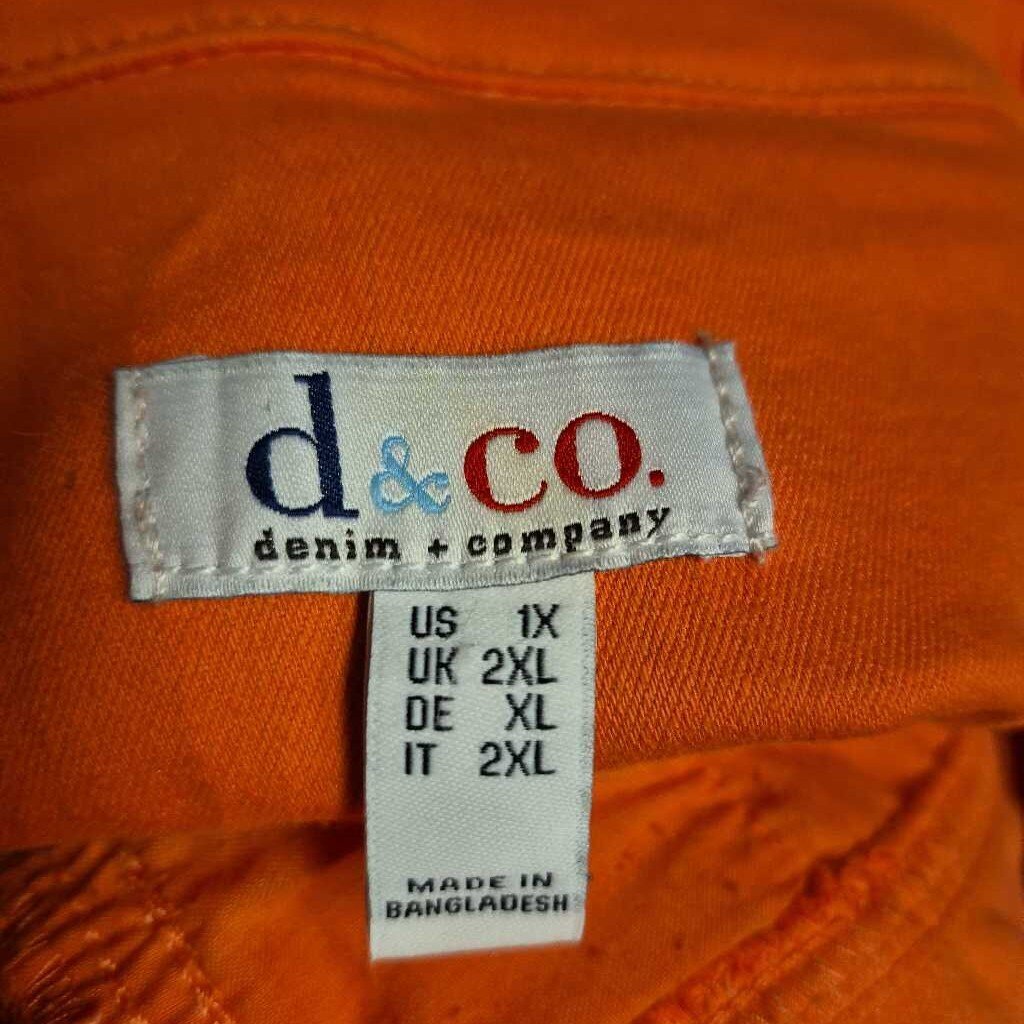 d&co.
denim + company
US 1X
UK 2XL
DE XL
IT 2XL
MADE IN
BANGLADESH